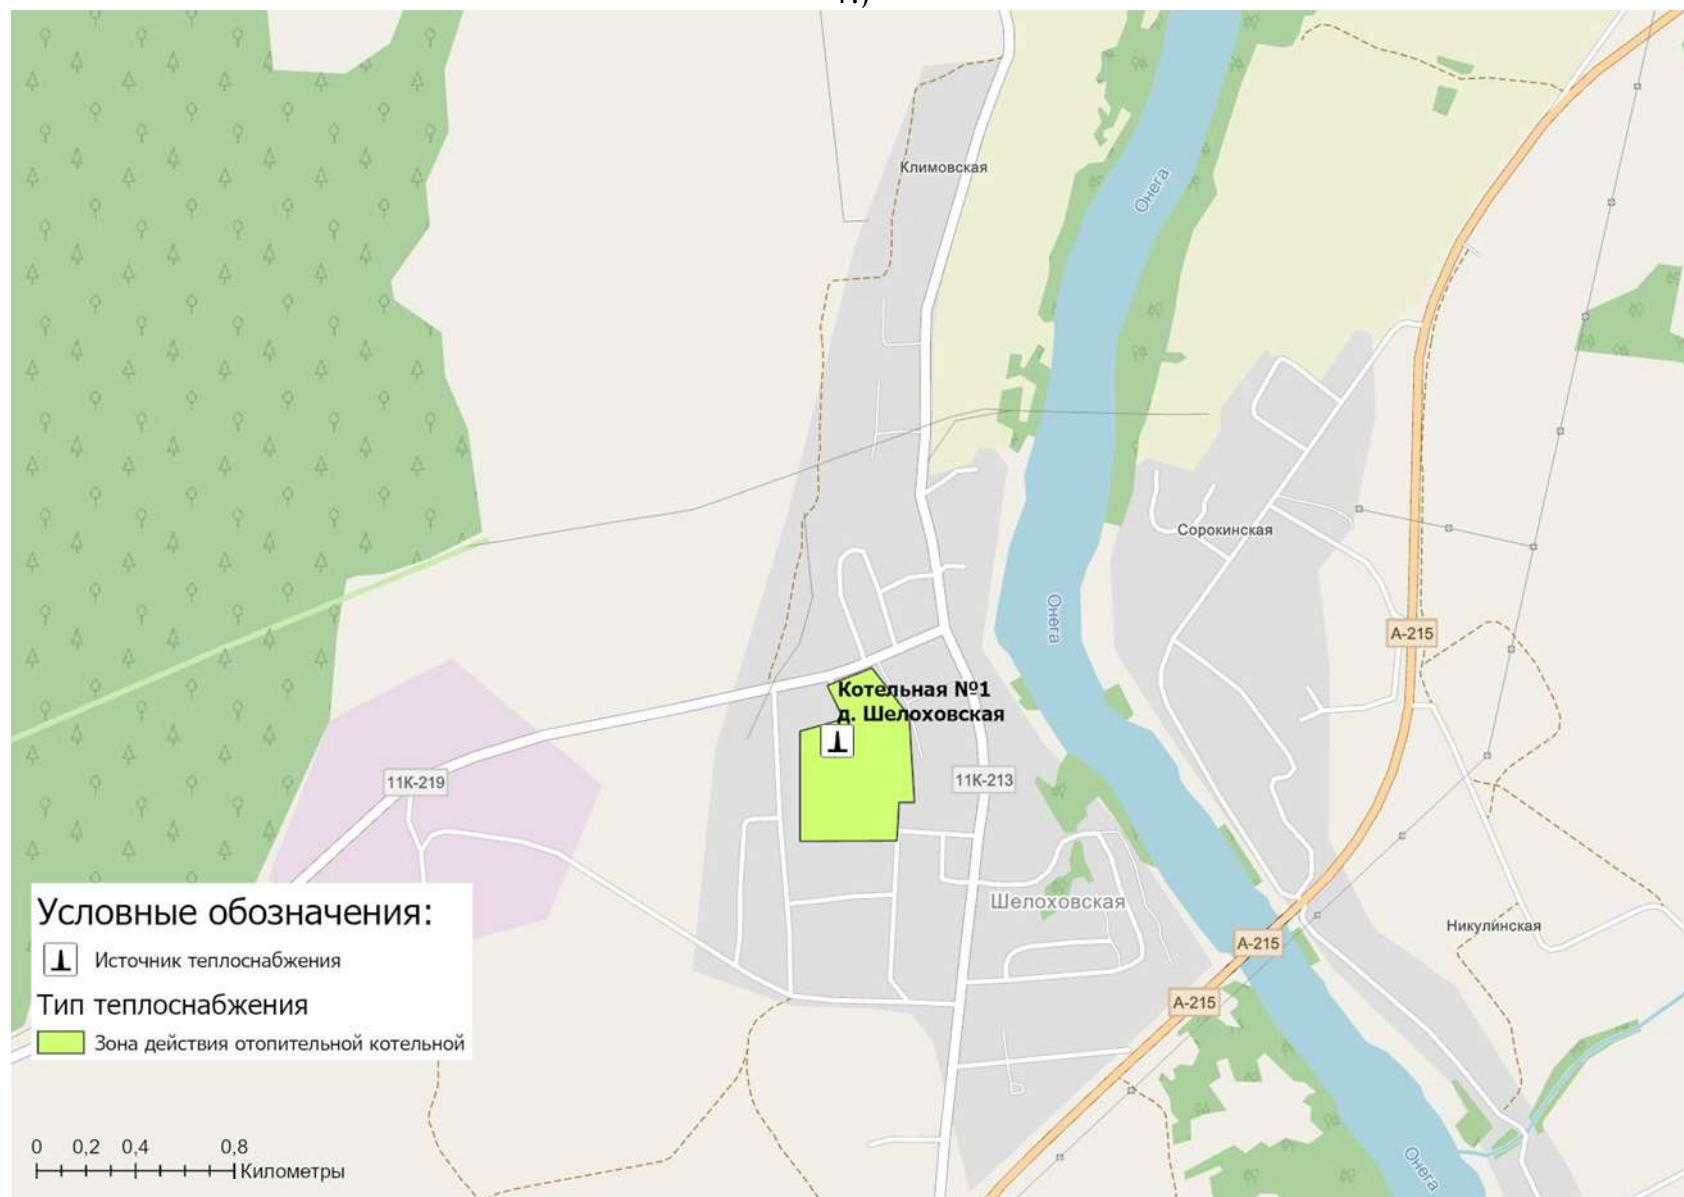 Климовская
Онега
Сорокинская
Онега
А-215
Котельная №1
д. Шелоховская
11К-219
11К-213
Шелоховская
Никулинская
А-215
А-215
Условные обозначения:
Источник теплоснабжения
Тип теплоснабжения
Зона действия отопительной котельной
0 0,2 0,4 0,8
Километры
Онега